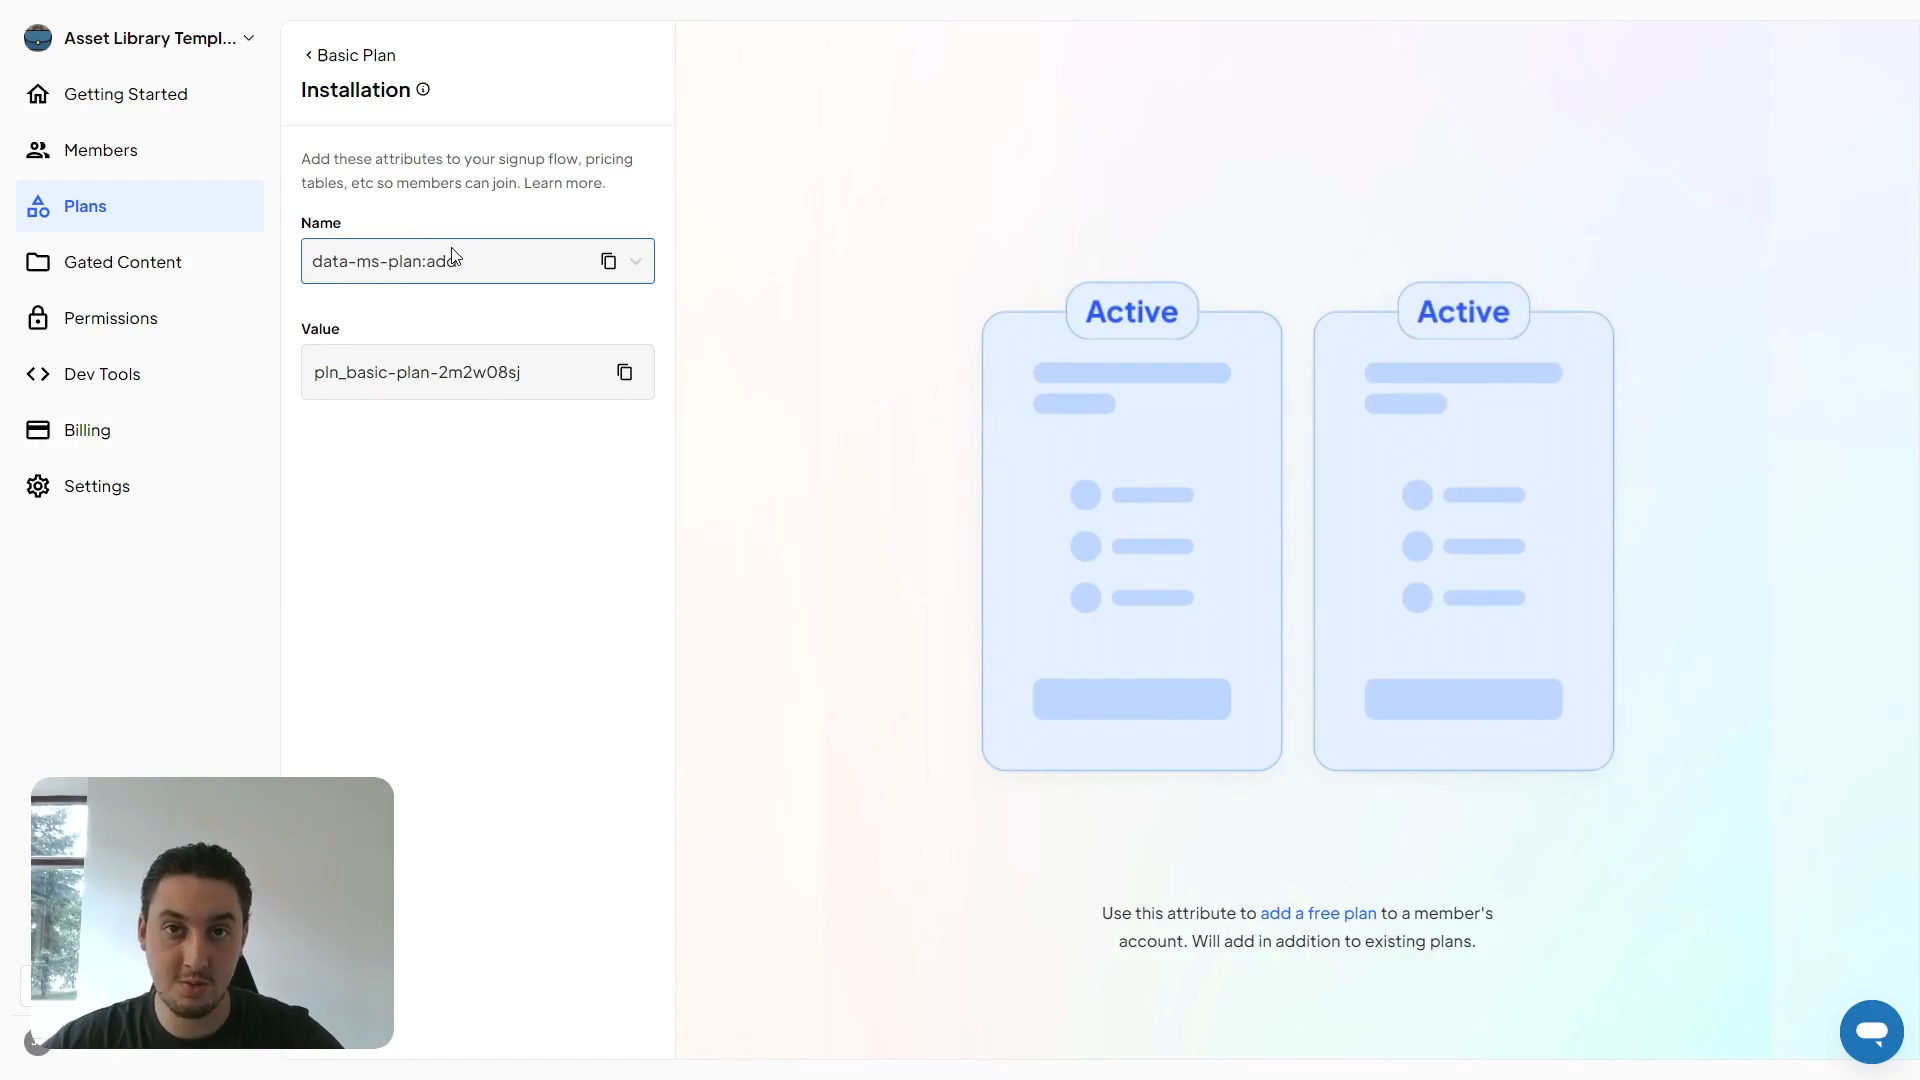 Asset Library Templ...
Getting Started
Members
Plans
Gated Content
Permissions
Dev Tools
Billing
Settings
Basic Plan
Installation
Add these attributes to your signup flow, pricing
tables, etc so members can join. Learn more.
Name
data-ms-plan:add
Value
pln_basic-plan-2m2w08sj
Active
Active
Use this attribute to add a free plan to a member's
account. Will add in addition to existing plans.